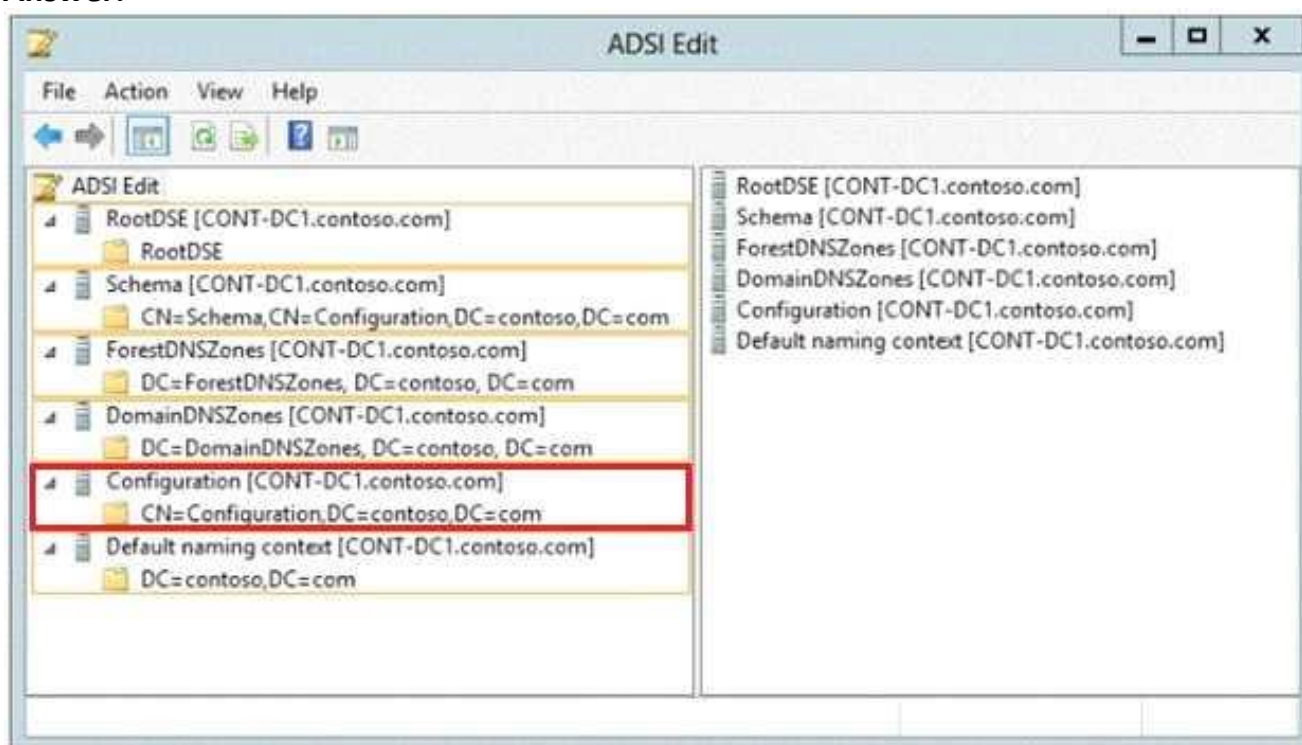 ADSI Edit
File Action View Help
ADSI Edit
RootDSE [CONT-DC1.contoso.com]
RootDSE
Schema [CONT-DC1.contoso.com]
CN=Schema,CN=Configuration,DC=contoso,DC=com
ForestDNSZones [CONT-DC1.contoso.com]
DC=ForestDNSZones, DC=contoso, DC=com
DomainDNSZones [CONT-DC1.contoso.com]
DC=DomainDNSZones, DC=contoso, DC=com
Configuration [CONT-DC1.contoso.com]
CN=Configuration,DC=contoso,DC=com
Default naming context [CONT-DC1.contoso.com]
DC=contoso,DC=com
RootDSE [CONT-DC1.contoso.com]
Schema [CONT-DC1.contoso.com]
ForestDNSZones [CONT-DC1.contoso.com]
DomainDNSZones [CONT-DC1.contoso.com]
Configuration [CONT-DC1.contoso.com]
Default naming context [CONT-DC1.contoso.com]